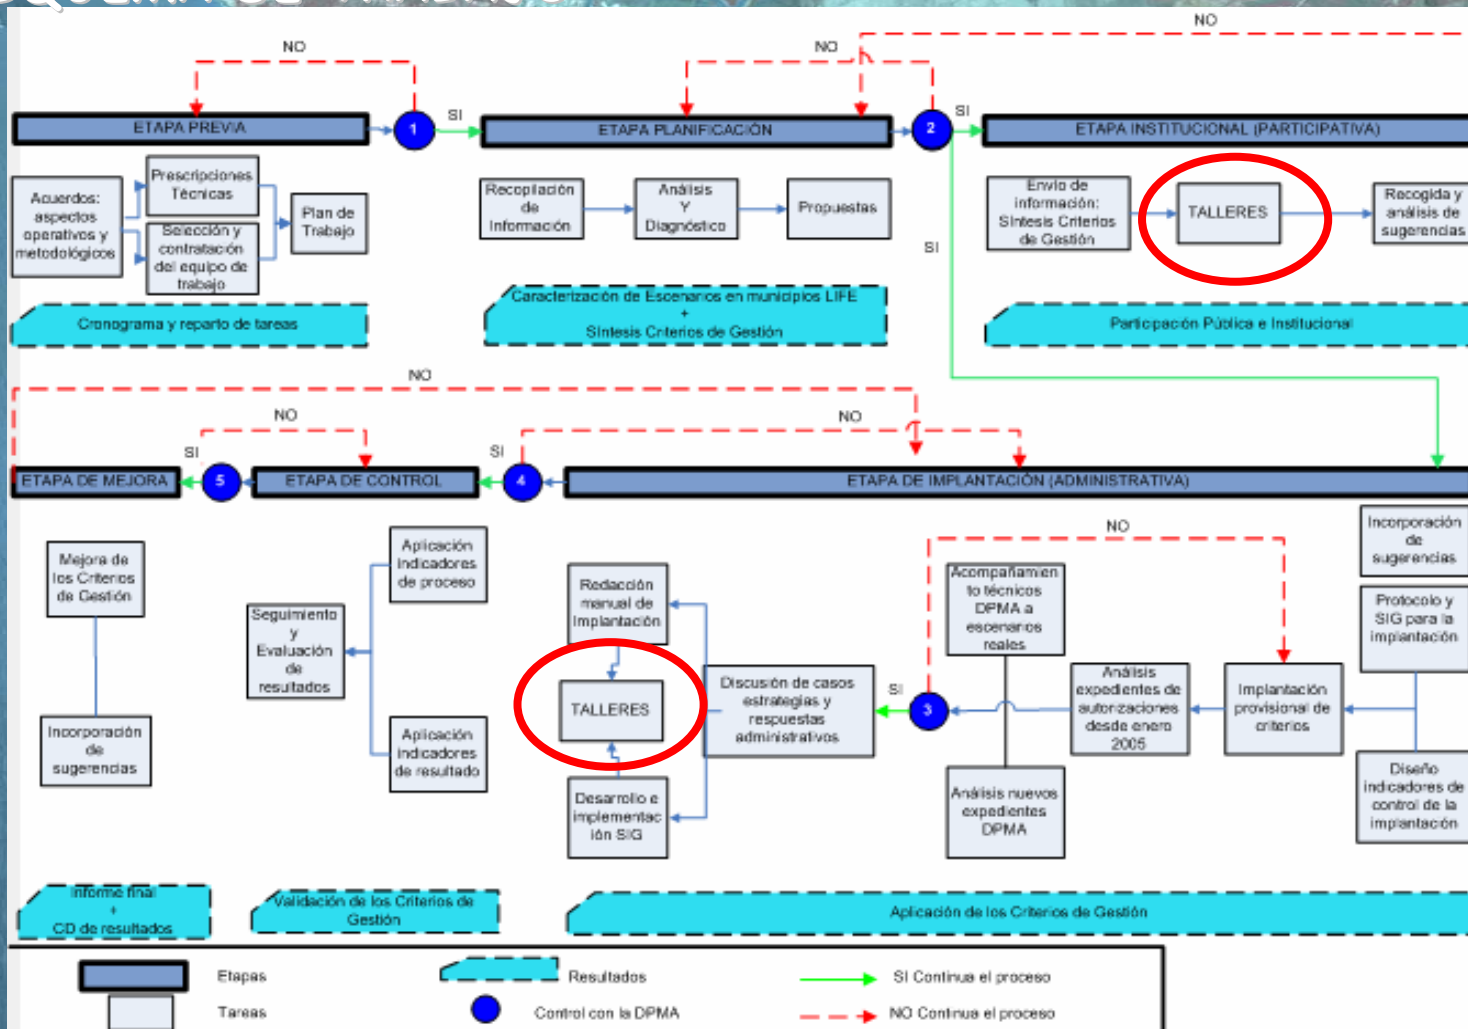 NO
NO
NO
SI
SI
ETAPA PREVIA
1
ETAPA PLANIFICACIÓN
2
ETAPA INSTITUCIONAL (PARTICIPATIVA)
Acuerdos:
aspectos
operativos y
metodológicos
Prescripciones
Técnicas
Selección y
contratación
del equipo de
trabajo
Plan de
Trabajo
Recopilación
de
Información
Análisis
Y
Diagnóstico
Propuestas
SI
Envío de
información:
Síntesis Criterios
de Gestión
TALLERES
Recogida y
análisis de
sugerencias
Cronograma y reparto de tareas
Caracterización de Escenarios en municipios LIFE
+
Síntesis Criterios de Gestión
Participación Pública e Institucional
NO
NO
NO
SI
SI
ETAPA DE MEJORA
5
ETAPA DE CONTROL
4
ETAPA DE IMPLANTACIÓN (ADMINISTRATIVA)
Mejora de
los Criterios
de Gestión
Incorporación
de
sugerencias
Seguimiento
y
Evaluación
de
resultados
Aplicación
indicadores
de proceso
Aplicación
indicadores
de resultado
Redacción
manual de
Implantación
TALLERES
Desarrollo e
implementac
ión SIG
Discusión de casos
estrategias y
respuestas
administrativos
SI
3
NO
Acompañamien
to técnicos
DPMA a
escenarios
reales
Análisis nuevos
expedientes
DPMA
Análisis
expedientes de
autorizaciones
desde enero
2005
Implantación
provisional de
criterios
Incorporación
de
sugerencias
Protocolo y
SIG para la
implantación
Diseño
indicadores de
control de la
implantación
Informe final
+
CD de resultados
Validación de los Criterios de
Gestión
Aplicación de los Criterios de Gestión
Etapas
Resultados
SI Continua el proceso
Tareas
Control con la DPMA
NO Continua el proceso